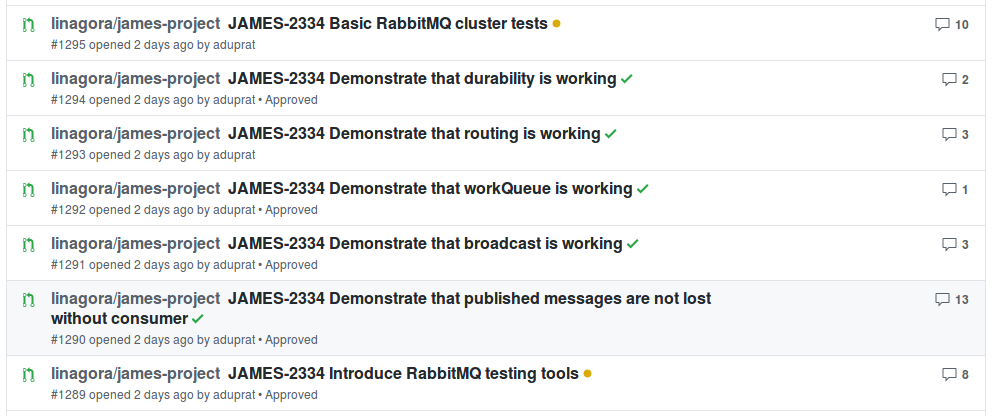 linagora/james-project JAMES-2334 Basic RabbitMQ cluster tests 10
#1295 opened 2 days ago by aduprat
linagora/james-project JAMES-2334 Demonstrate that durability is working 2
#1294 opened 2 days ago by aduprat • Approved
linagora/james-project JAMES-2334 Demonstrate that routing is working 3
#1293 opened 2 days ago by aduprat
linagora/james-project JAMES-2334 Demonstrate that workQueue is working 1
#1292 opened 2 days ago by aduprat • Approved
linagora/james-project JAMES-2334 Demonstrate that broadcast is working 3
#1291 opened 2 days ago by aduprat • Approved
linagora/james-project JAMES-2334 Demonstrate that published messages are not lost 13
without consumer
#1290 opened 2 days ago by aduprat • Approved
linagora/james-project JAMES-2334 Introduce RabbitMQ testing tools 8
#1289 opened 2 days ago by aduprat • Approved